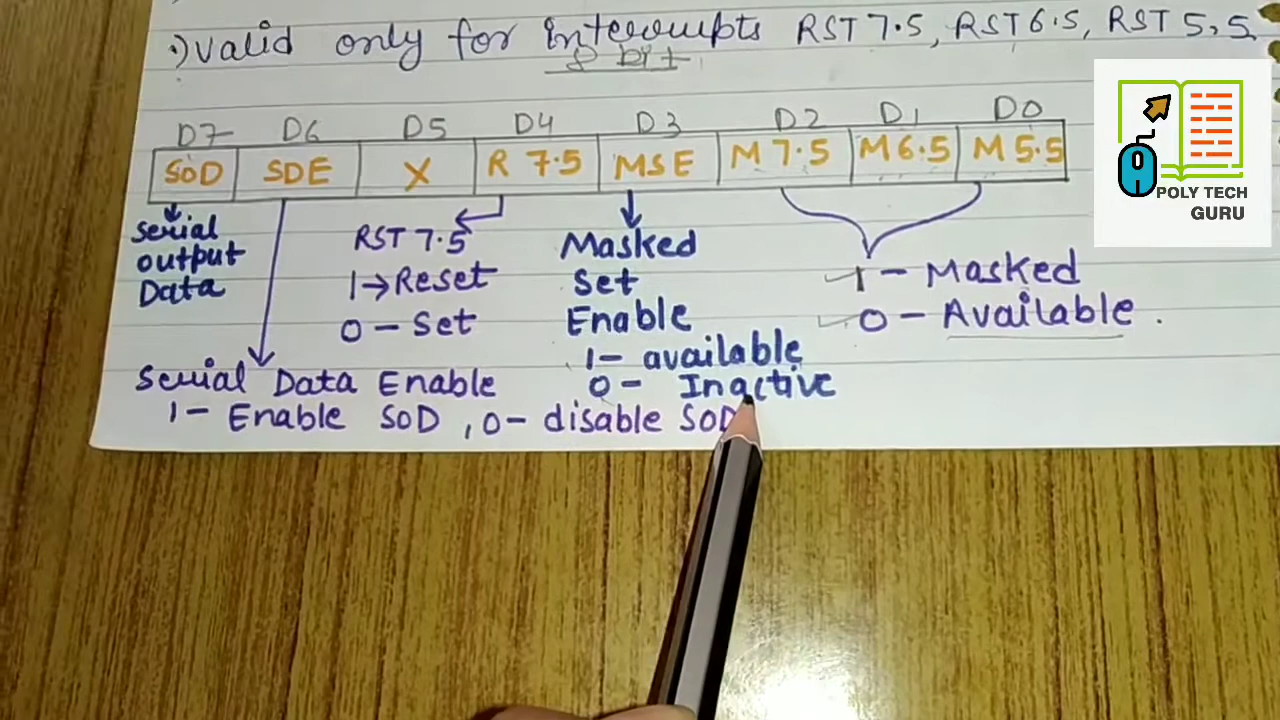 •) valid only for Interrupts RST 7.5, RST 6.5, RST 5.5
8 bit
D7 D6 D5 D4 D3 D2 D1 D0
SOD SDE X R 7.5 MSE M 7.5 M 6.5 M 5.5
Serial
output
Data
RST 7.5
1→Reset
0 - Set
Masked
Set
Enable
1- available
0- Inactive
1 - Masked
0 - Available .
Serial Data Enable
1- Enable SOD , 0- disable SOD
POLY TECH
GURU